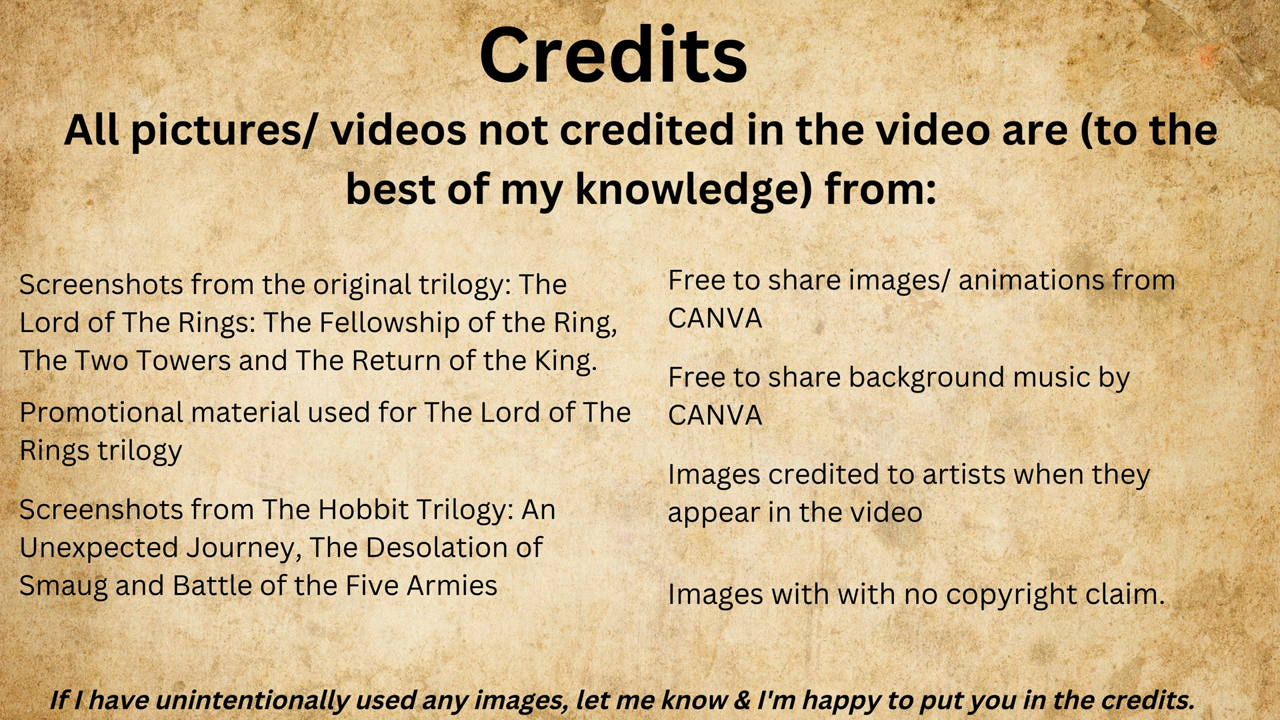 Credits
All pictures/ videos not credited in the video are (to the
best of my knowledge) from:
Screenshots from the original trilogy: The
Lord of The Rings: The Fellowship of the Ring,
The Two Towers and The Return of the King.
Promotional material used for The Lord of The
Rings trilogy
Screenshots from The Hobbit Trilogy: An
Unexpected Journey, The Desolation of
Smaug and Battle of the Five Armies
Free to share images/ animations from
CANVA
Free to share background music by
CANVA
Images credited to artists when they
appear in the video
Images with with no copyright claim.
If I have unintentionally used any images, let me know & I'm happy to put you in the credits.